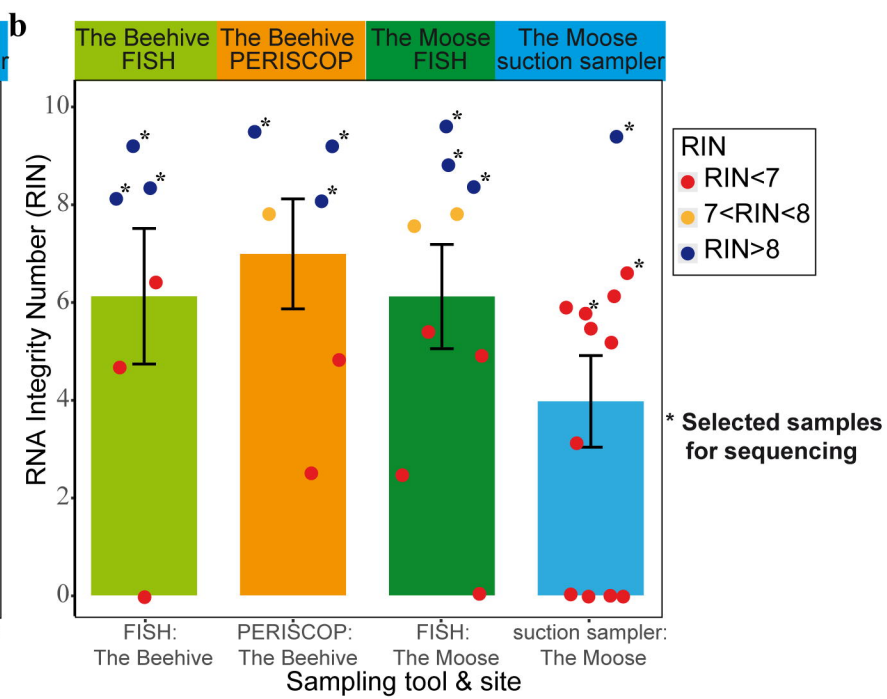 b
r
The Beehive
FISH
The Beehive
PERISCOP
The Moose
FISH
The Moose
suction sampler
RNA Integrity Number (RIN)
10
8
6
4
2
0
*
*
*
*
*
*
*
*
*
*
*
*
RIN
RIN<7
7<RIN<8
RIN>8
* Selected samples
for sequencing
FISH:
The Beehive
PERISCOP:
The Beehive
FISH:
The Moose
suction sampler:
The Moose
Sampling tool & site